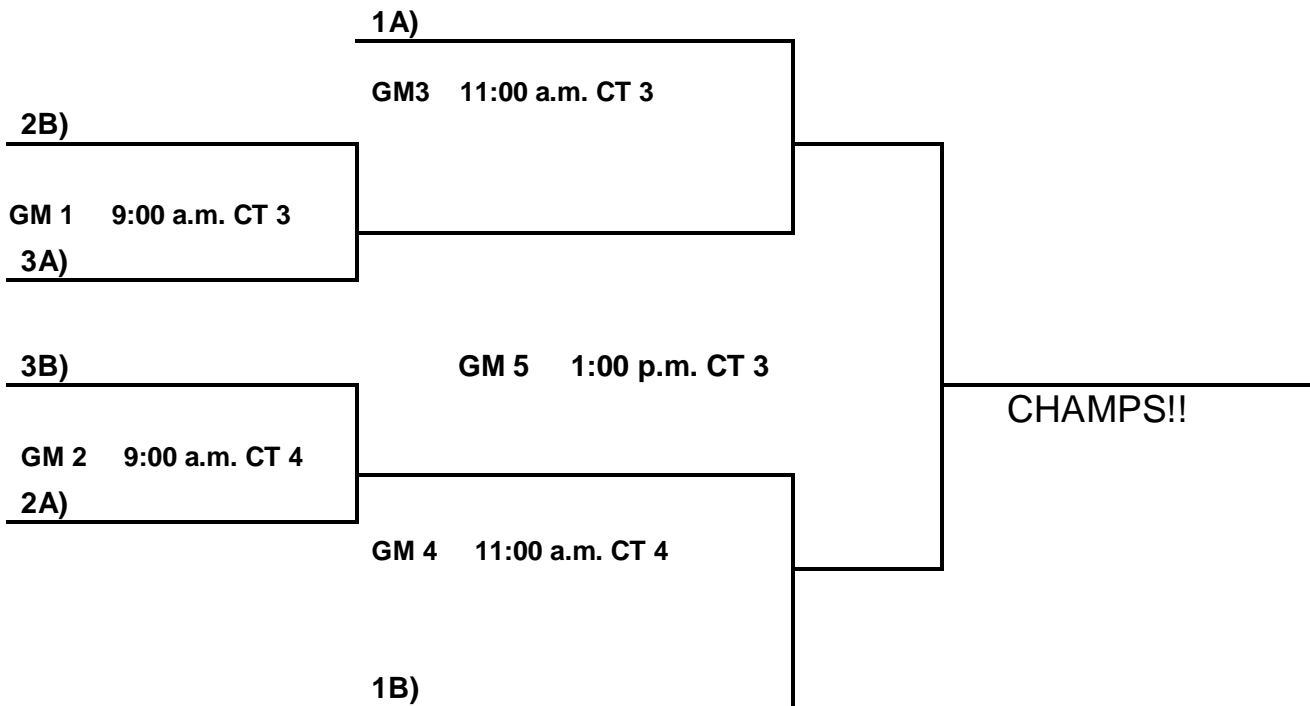 1A)
GM3 11:00 a.m. CT 3
2B)
GM 1 9:00 a.m. CT 3
3A)
3B)
GM 5 1:00 p.m. CT 3
CHAMPS!!
GM 2 9:00 a.m. CT 4
2A)
GM 4 11:00 a.m. CT 4
1B)